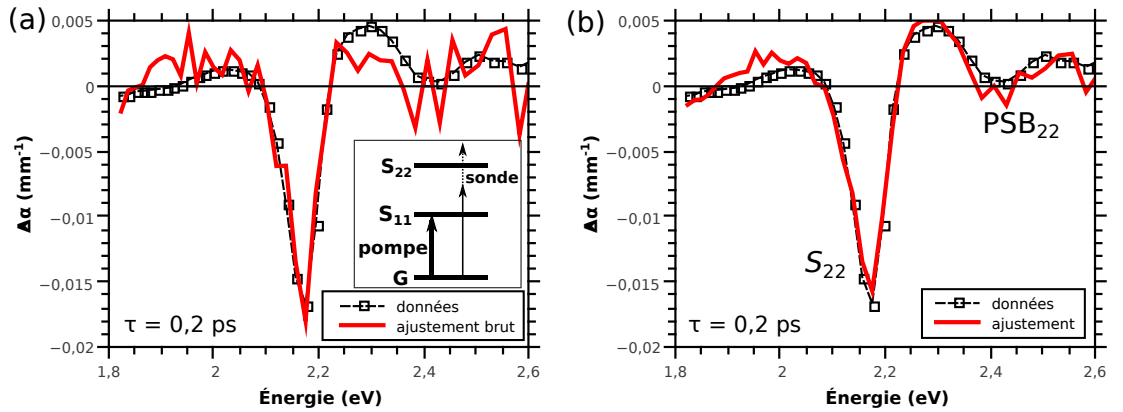 (a)
0,005
0
−0,005
−0,01
−0,015
−0,02
Δα (mm⁻¹)
S₂₂
sonde
S₁₁
pompe
G
données
ajustement brut
τ = 0,2 ps
1,8
2
2,2
2,4
2,6
Énergie (eV)
(b)
0,005
0
−0,005
−0,01
−0,015
−0,02
Δα (mm⁻¹)
PSB₂₂
S₂₂
données
ajustement
τ = 0,2 ps
1,8
2
2,2
2,4
2,6
Énergie (eV)